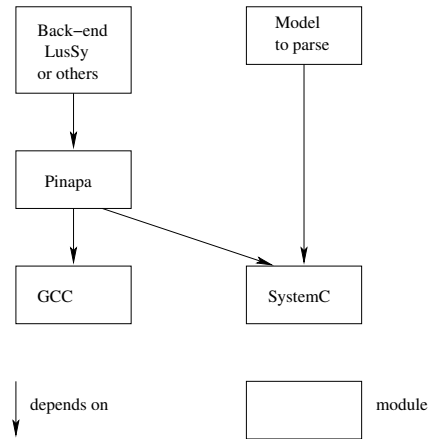 Back−end
LusSy
or others
Model
to parse
Pinapa
GCC
SystemC
depends on
module